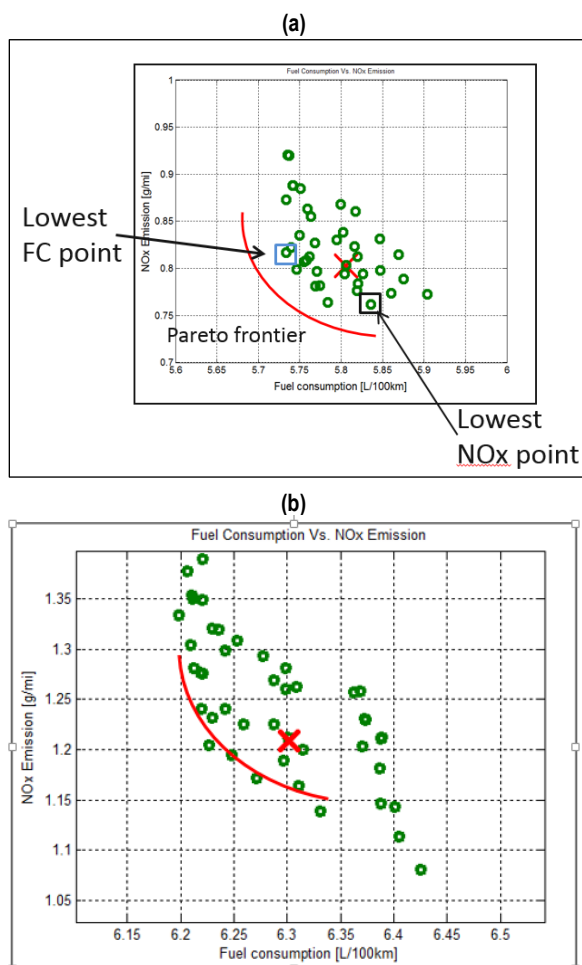 (a)
Fuel Consumption Vs. NOx Emission
1
0.95
0.9
0.85
0.8
0.75
0.7
NOx Emission [g/mi]
Lowest
FC point
Pareto frontier
5.6 5.65 5.7 5.75 5.8 5.85 5.9 5.95 6
Fuel consumption [L/100km]
Lowest
NOx point
(b)
Fuel Consumption Vs. NOx Emission
1.35
1.3
1.25
1.2
1.15
1.1
1.05
NOx Emission [g/mi]
6.15 6.2 6.25 6.3 6.35 6.4 6.45 6.5
Fuel consumption [L/100km]